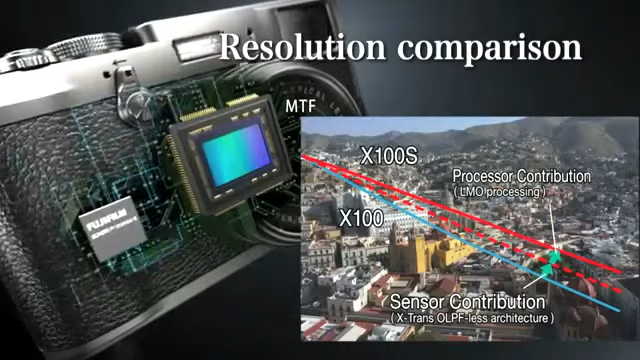 Resolution comparison
MTF
X100S
Processor Contribution
( LMO processing )
X100
FUJIFILM
Sensor Contribution
( X-Trans OLPF-less architecture )